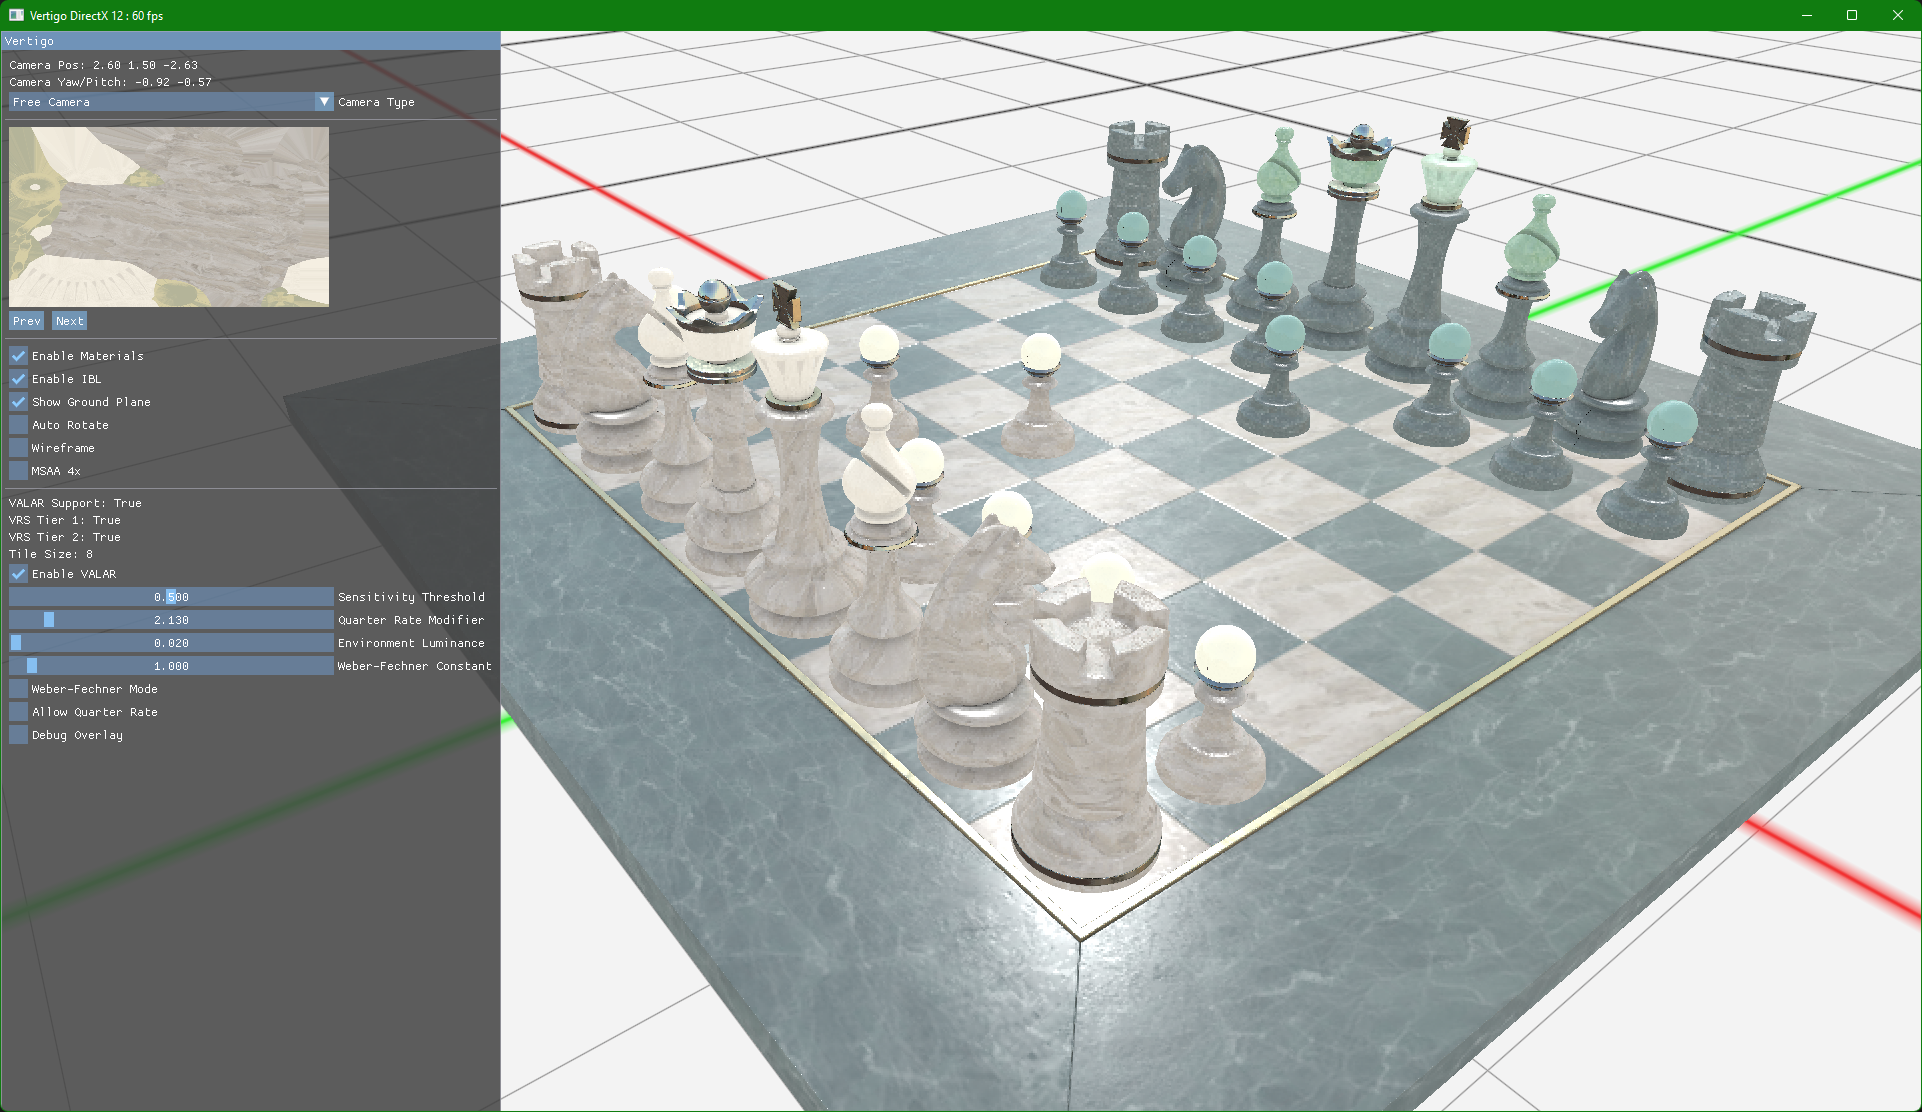 Vertigo DirectX 12 : 60 fps
Vertigo
Camera Pos: 2.60 1.50 -2.63
Camera Yaw/Pitch: -0.92 -0.57
Free Camera Camera Type
Prev Next
Enable Materials
Enable IBL
Show Ground Plane
Auto Rotate
Wireframe
MSAA 4x
VALAR Support: True
VRS Tier 1: True
VRS Tier 2: True
Tile Size: 8
Enable VALAR
0.500 Sensitivity Threshold
2.130 Quarter Rate Modifier
0.020 Environment Luminance
1.000 Weber-Fechner Constant
Weber-Fechner Mode
Allow Quarter Rate
Debug Overlay